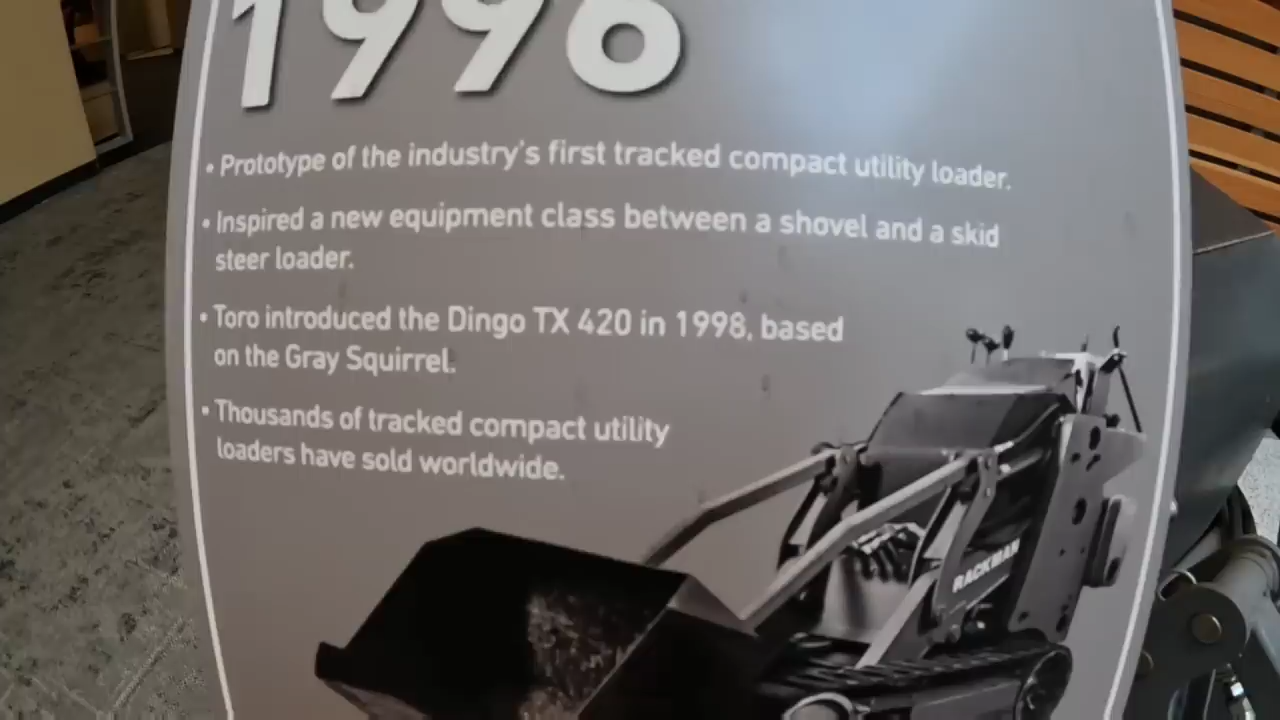 1996
• Prototype of the industry's first tracked compact utility loader.
• Inspired a new equipment class between a shovel and a skid
steer loader.
• Toro introduced the Dingo TX 420 in 1998, based
on the Gray Squirrel.
• Thousands of tracked compact utility
loaders have sold worldwide.